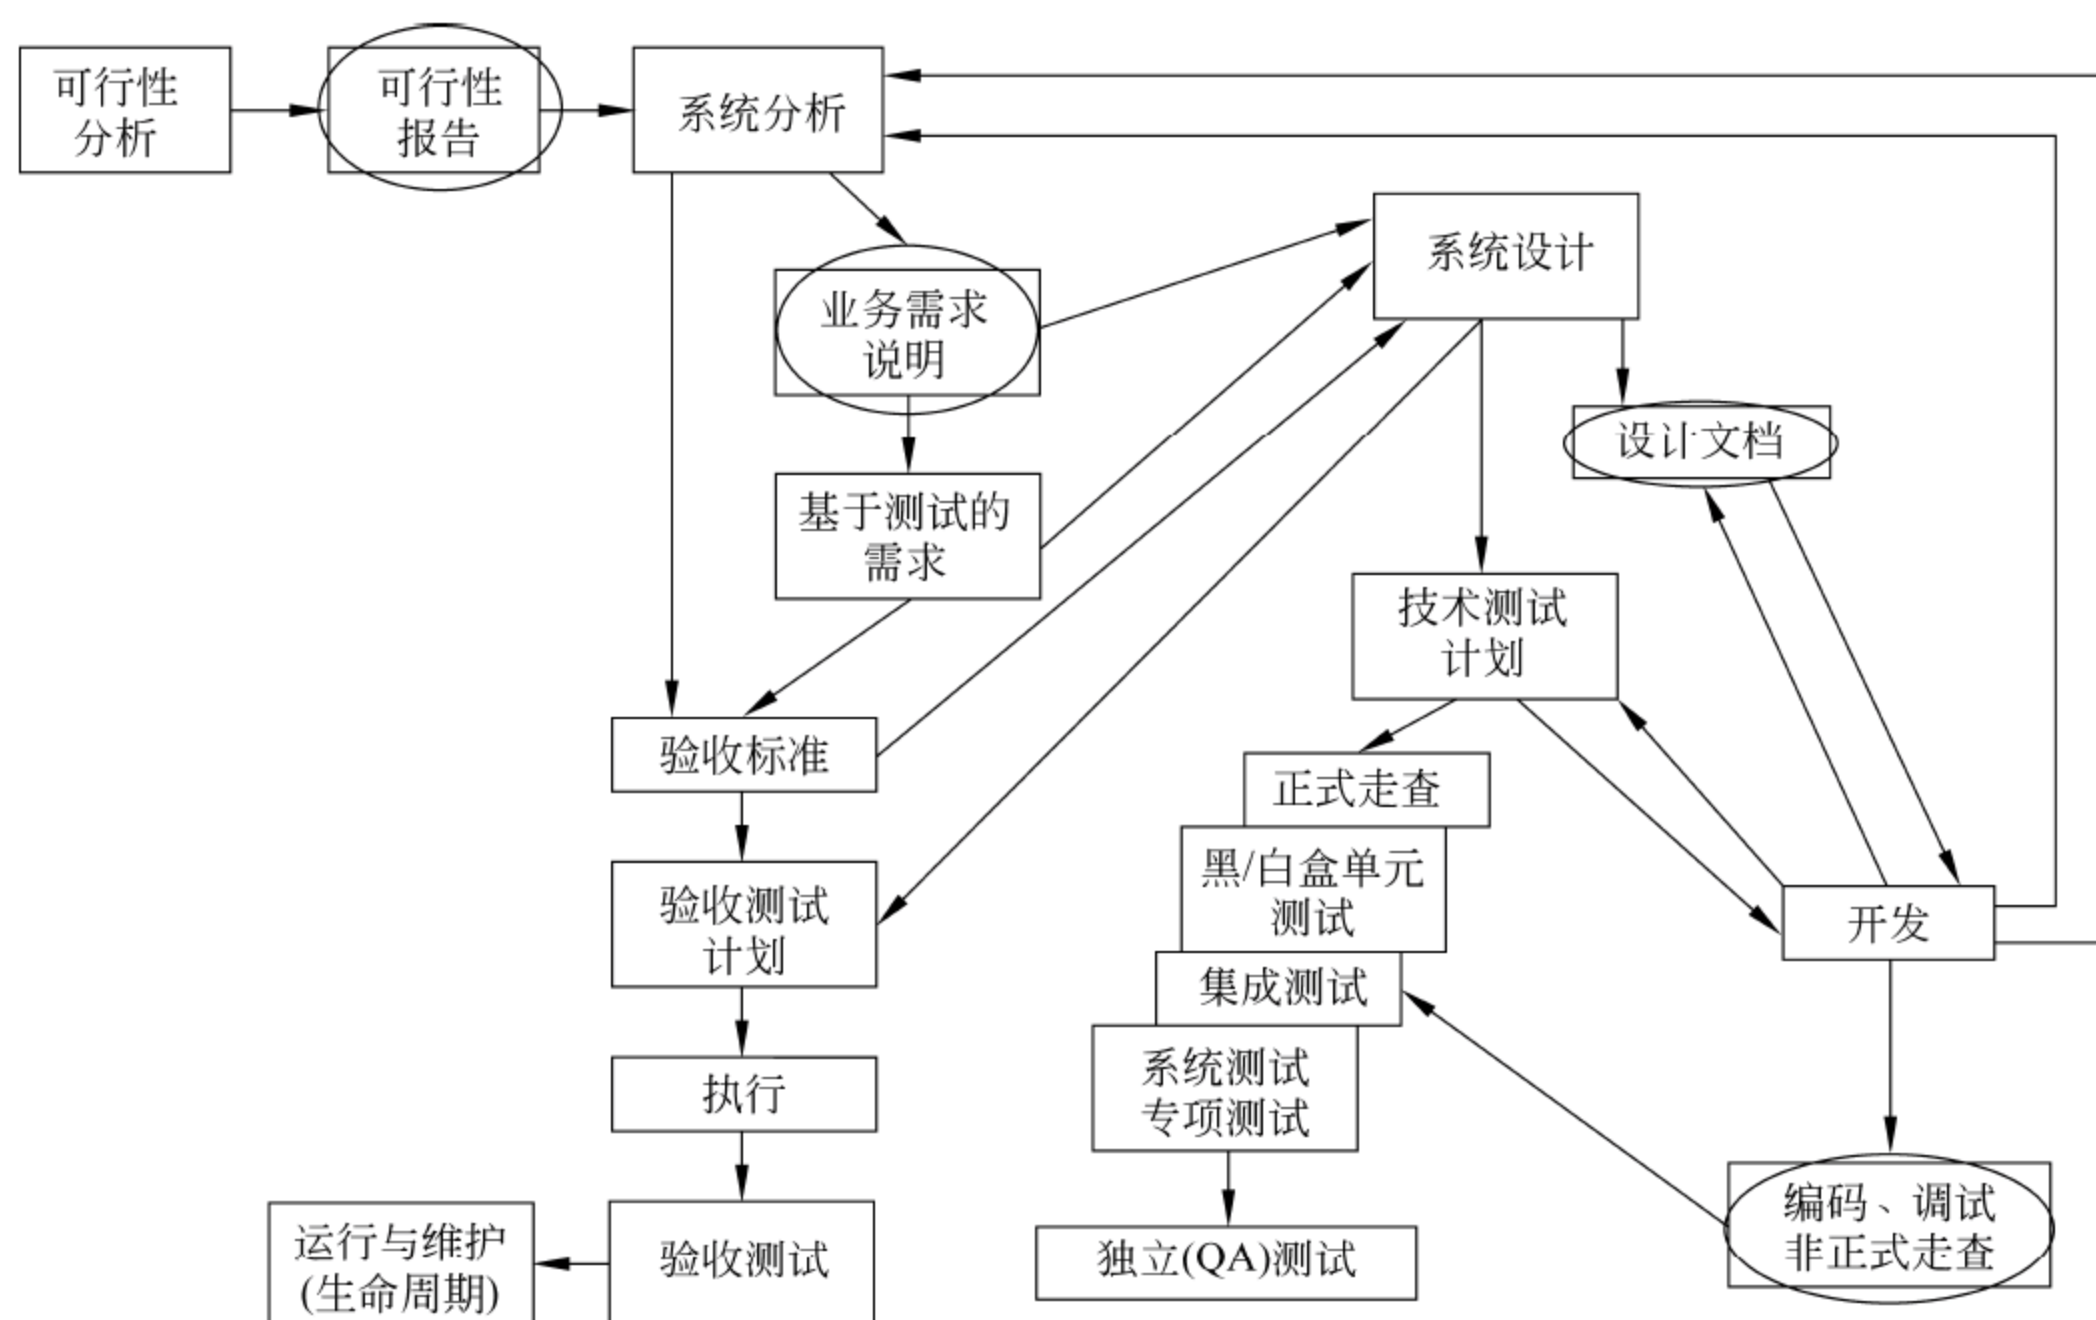 可行性
分析
可行性
报告
系统分析
系统设计
业务需求
说明
设计文档
基于测试的
需求
技术测试
计划
验收标准
正式走查
黑/白盒单元
测试
验收测试
计划
开发
集成测试
系统测试
专项测试
执行
编码、调试
非正式走查
运行与维护
(生命周期)
验收测试
独立(QA)测试